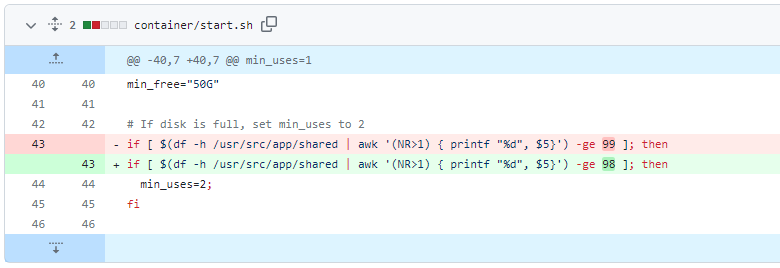 2 container/start.sh
@@ -40,7 +40,7 @@ min_uses=1
40 40 min_free="50G"
41 41
42 42 # If disk is full, set min_uses to 2
43 - if [ $(df -h /usr/src/app/shared | awk '(NR>1) { printf "%d", $5}') -ge 99 ]; then
43 + if [ $(df -h /usr/src/app/shared | awk '(NR>1) { printf "%d", $5}') -ge 98 ]; then
44 44 min_uses=2;
45 45 fi
46 46